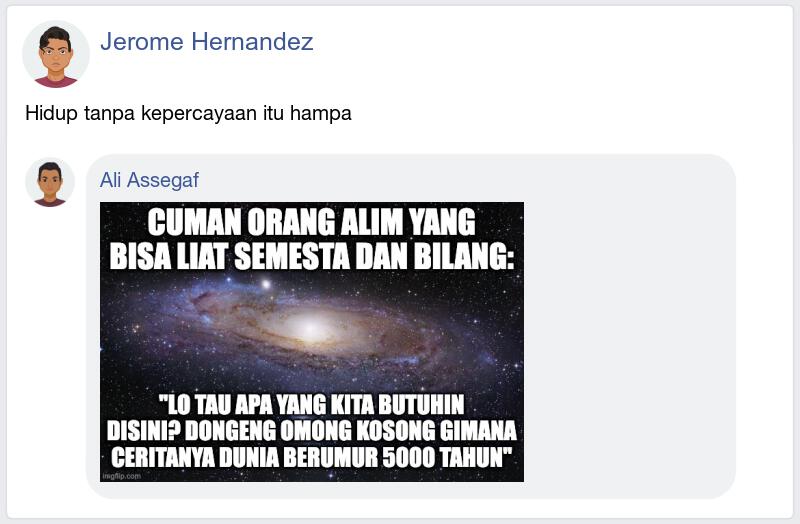 Jerome Hernandez
Hidup tanpa kepercayaan itu hampa
Ali Assegaf
CUMAN ORANG ALIM YANG
BISA LIAT SEMESTA DAN BILANG:
"LO TAU APA YANG KITA BUTUHIN
DISINI? DONGENG OMONG KOSONG GIMANA
CERITANYA DUNIA BERUMUR 5000 TAHUN"
imgflip.com